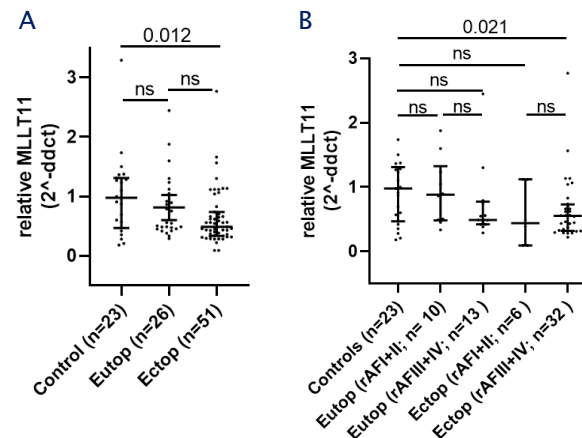 A
0.012
ns
ns
3
2
1
0
relative MLLT11
(2^-ddct)
Control (n=23)
Eutop (n=26)
Ectop (n=51)
B
0.021
ns
ns
ns
ns
ns
3
2
1
0
relative MLLT11
(2^-ddct)
Controls (n=23)
Eutop (rAFI+II; n= 10)
Eutop (rAFIII+IV; n=13 )
Ectop (rAFI+II; n=6 )
Ectop (rAFIII+IV; n=32 )